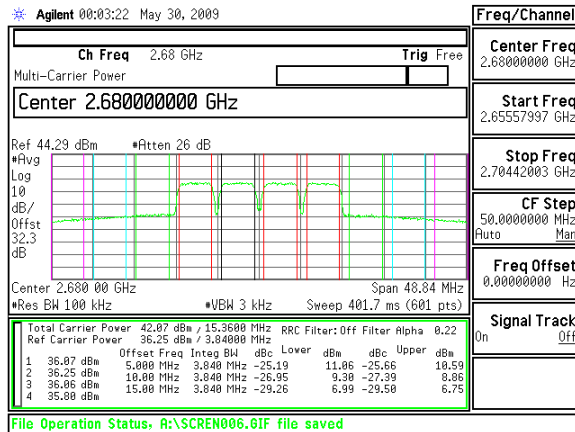 Agilent 00:03:22 May 30, 2009
Freq/Channel
Ch Freq 2.68 GHz Trig Free
Multi-Carrier Power
Center 2.680000000 GHz
Center Freq
2.68000000 GHz
Start Freq
2.65557997 GHz
Stop Freq
2.70442003 GHz
CF Step
50.0000000 MHz
Auto Man
Freq Offset
0.00000000 Hz
Signal Track
On Off
Ref 44.29 dBm #Atten 26 dB
#Avg
Log
10
dB/
Offst
32.3
dB
Center 2.680 00 GHz Span 48.84 MHz
#Res BW 100 kHz #VBW 3 kHz Sweep 401.7 ms (601 pts)
Total Carrier Power 42.07 dBm / 15.3600 MHz RRC Filter: Off Filter Alpha 0.22
Ref Carrier Power 36.25 dBm / 3.84000 MHz
Offset Freq Integ BW dBc Lower dBm dBc Upper dBm
1 36.07 dBm 5.000 MHz 3.840 MHz -25.19 11.06 -25.66 10.59
2 36.25 dBm 10.00 MHz 3.840 MHz -26.95 9.30 -27.39 8.86
3 36.06 dBm 15.00 MHz 3.840 MHz -29.26 6.99 -29.50 6.75
4 35.80 dBm
File Operation Status, A:\SCREN006.GIF file saved